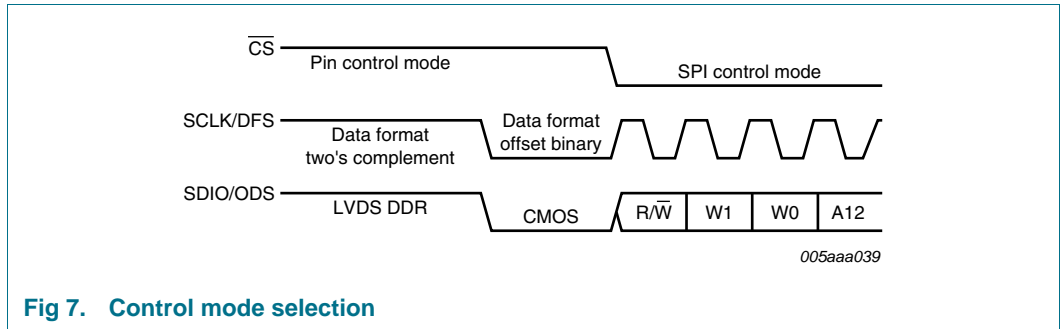 C̅S̅
Pin control mode
SPI control mode
SCLK/DFS
Data format
two's complement
Data format
offset binary
SDIO/ODS
LVDS DDR
CMOS
R/W̅
W1
W0
A12
005aaa039
Fig 7. Control mode selection